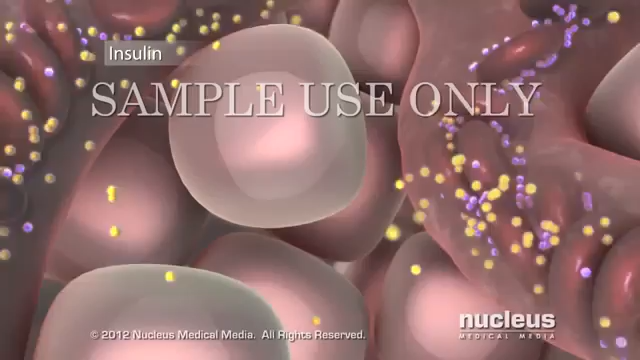 Insulin
SAMPLE USE ONLY
nucleus
MEDICAL MEDIA
© 2012 Nucleus Medical Media. All Rights Reserved.